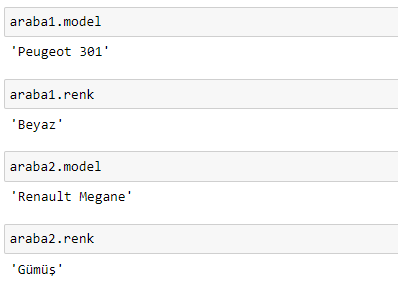 araba1.model
'Peugeot 301'
araba1.renk
'Beyaz'
araba2.model
'Renault Megane'
araba2.renk
'Gümüş'